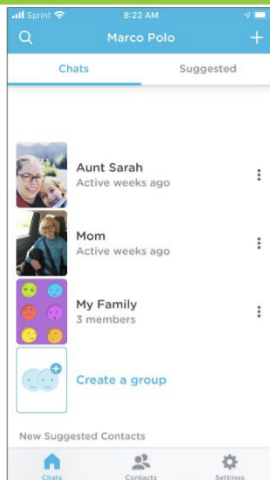 Sprint 8:22 AM
Marco Polo
Chats Suggested
Aunt Sarah
Active weeks ago
Mom
Active weeks ago
My Family
3 members
Create a group
New Suggested Contacts
Chats Contacts Settings